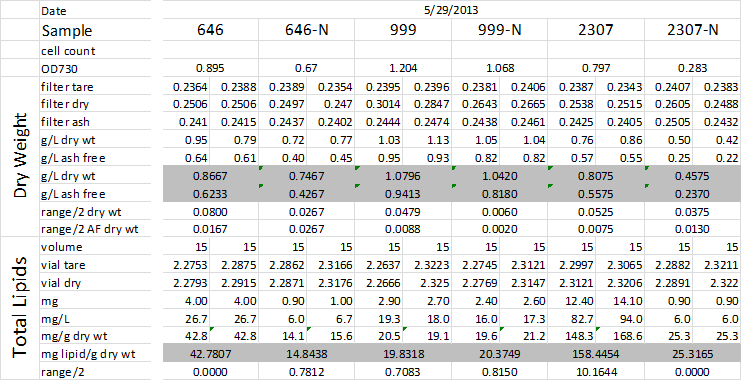 Date 5/29/2013
Sample 646 646-N 999 999-N 2307 2307-N
cell count
OD730 0.895 0.67 1.204 1.068 0.797 0.283
Dry Weight
filter tare 0.2364 0.2388 0.2389 0.2354 0.2395 0.2396 0.2381 0.2406 0.2387 0.2343 0.2407 0.2383
filter dry 0.2506 0.2506 0.2497 0.247 0.3014 0.2847 0.2643 0.2665 0.2538 0.2515 0.2605 0.2488
filter ash 0.241 0.2415 0.2437 0.2402 0.2444 0.2474 0.2438 0.2461 0.2425 0.2405 0.2505 0.2432
g/L dry wt 0.95 0.79 0.72 0.77 1.03 1.13 1.05 1.04 0.76 0.86 0.50 0.42
g/L ash free 0.64 0.61 0.40 0.45 0.95 0.93 0.82 0.82 0.57 0.55 0.25 0.22
g/L dry wt 0.8667 0.7467 1.0796 1.0420 0.8075 0.4575
g/L ash free 0.6233 0.4267 0.9413 0.8180 0.5575 0.2370
range/2 dry wt 0.0800 0.0267 0.0479 0.0060 0.0525 0.0375
range/2 AF dry wt 0.0167 0.0267 0.0088 0.0020 0.0075 0.0130
Total Lipids
volume 15 15 15 15 15 15 15 15 15 15 15 15
vial tare 2.2753 2.2875 2.2862 2.3166 2.2637 2.3223 2.2745 2.3121 2.2997 2.3065 2.2882 2.3211
vial dry 2.2793 2.2915 2.2871 2.3176 2.2666 2.325 2.2769 2.3147 2.3121 2.3206 2.2891 2.322
mg 4.00 4.00 0.90 1.00 2.90 2.70 2.40 2.60 12.40 14.10 0.90 0.90
mg/L 26.7 26.7 6.0 6.7 19.3 18.0 16.0 17.3 82.7 94.0 6.0 6.0
mg/g dry wt 42.8 42.8 14.1 15.6 20.5 19.1 19.6 21.2 148.3 168.6 25.3 25.3
mg lipid/g dry wt 42.7807 14.8438 19.8318 20.3749 158.4454 25.3165
range/2 0.0000 0.7812 0.7083 0.8150 10.1644 0.0000